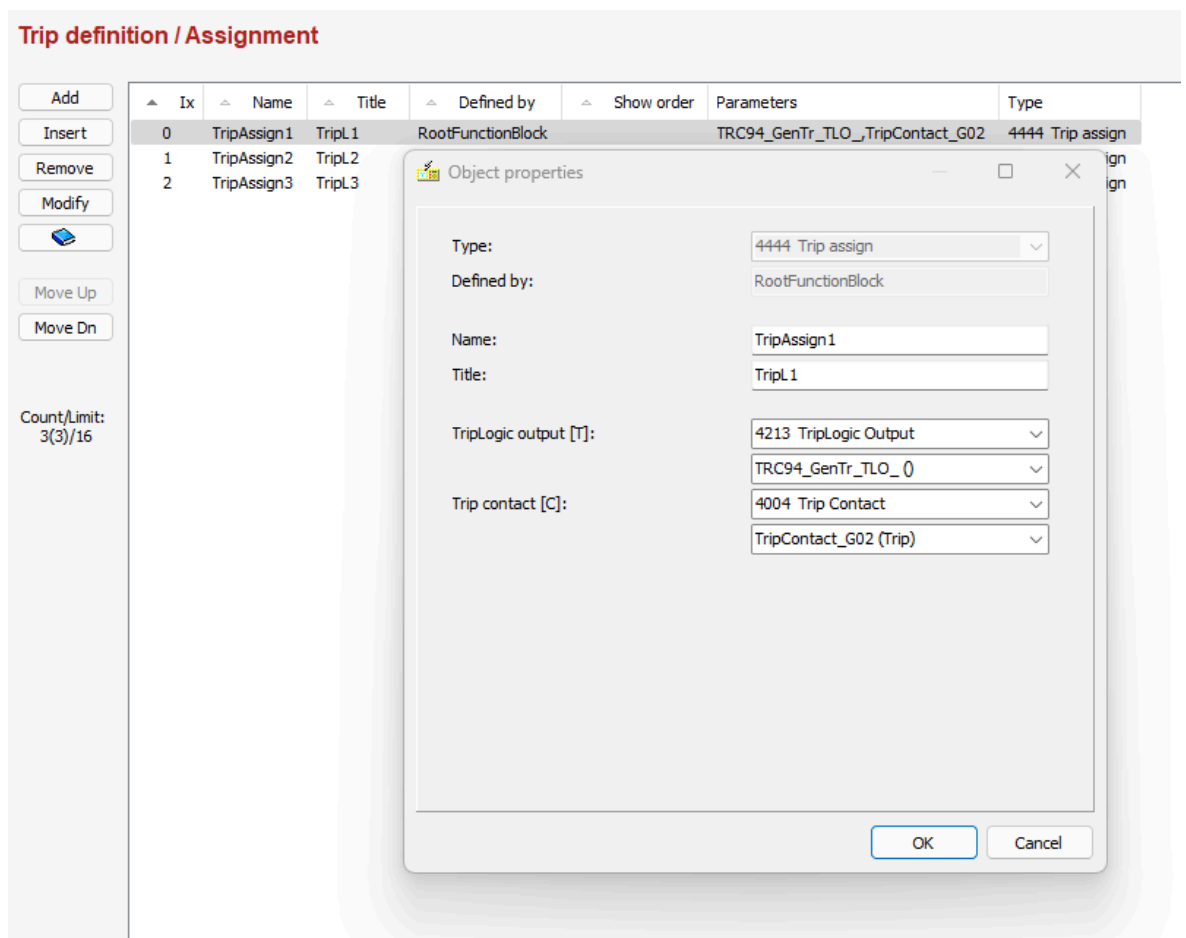 Trip definition / Assignment
Add
Insert
Remove
Modify
Move Up
Move Dn
Count/Limit:
3(3)/16
Ix Name Title Defined by Show order Parameters Type
0 TripAssign1 TripL1 RootFunctionBlock TRC94_GenTr_TLO_,TripContact_G02 4444 Trip assign
1 TripAssign2 TripL2 ign
2 TripAssign3 TripL3 ign
Object properties
Type: 4444 Trip assign
Defined by: RootFunctionBlock
Name: TripAssign1
Title: TripL1
TripLogic output [T]: 4213 TripLogic Output
TRC94_GenTr_TLO_ ()
Trip contact [C]: 4004 Trip Contact
TripContact_G02 (Trip)
OK Cancel